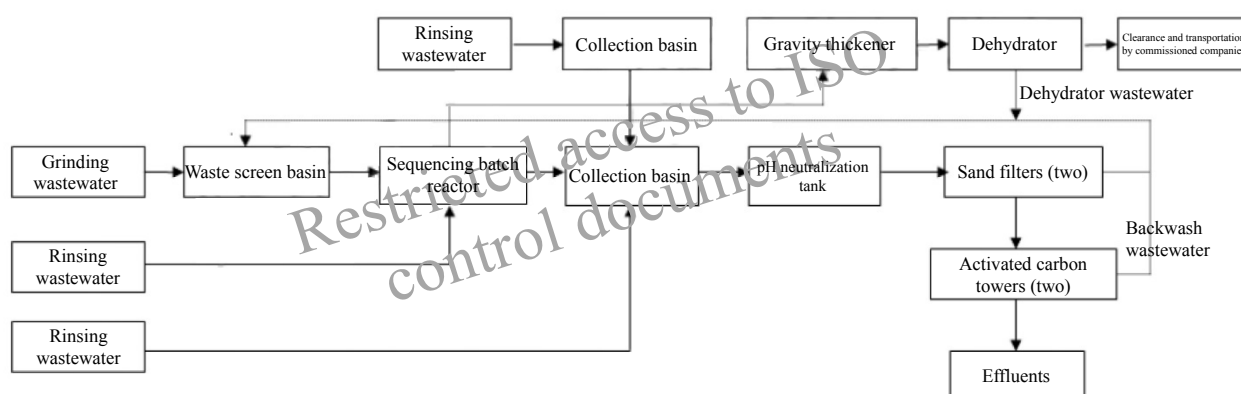 Rinsing
wastewater
Collection basin
Gravity thickener
Dehydrator
Clearance and transportation
by commissioned companie
Dehydrator wastewater
Grinding
wastewater
Waste screen basin
Sequencing batch
reactor
Collection basin
pH neutralization
tank
Sand filters (two)
Restricted access to ISO
control documents
Backwash
wastewater
Rinsing
wastewater
Activated carbon
towers (two)
Rinsing
wastewater
Effluents